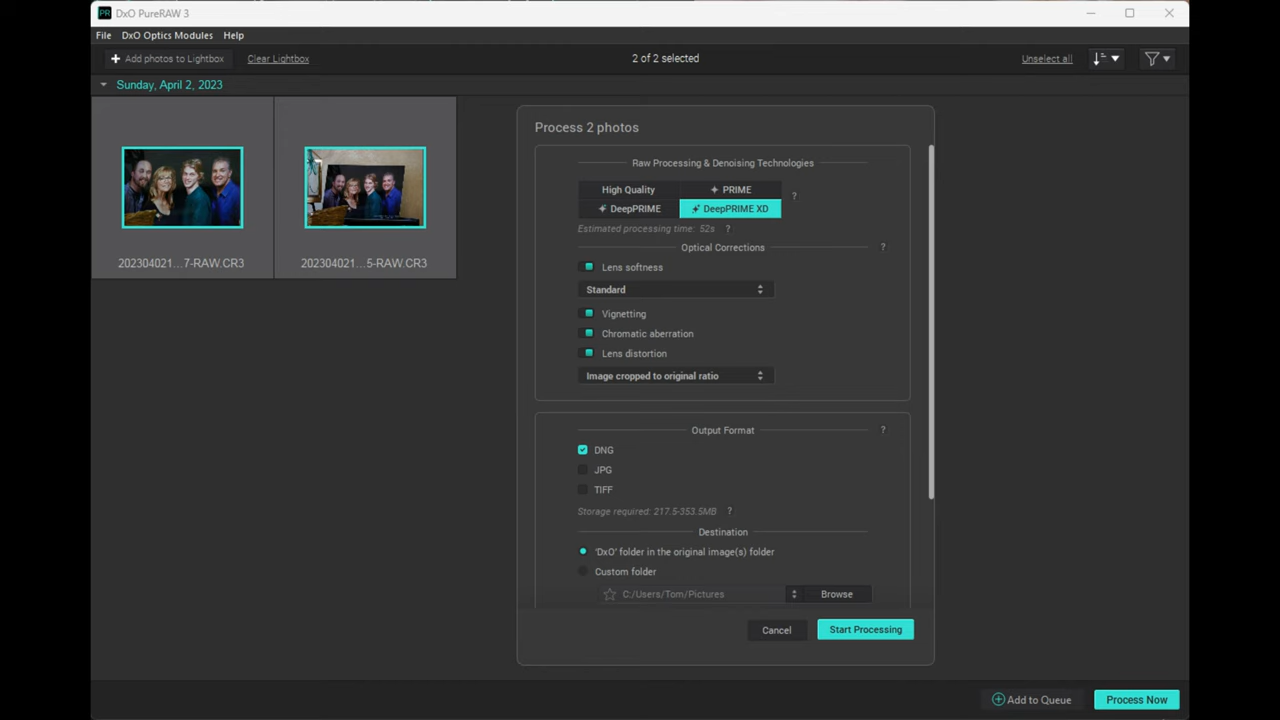 PR DxO PureRAW 3
File DxO Optics Modules Help
Add photos to Lightbox Clear Lightbox 2 of 2 selected Unselect all
Sunday, April 2, 2023
202304021...7-RAW.CR3 202304021...5-RAW.CR3
Process 2 photos
Raw Processing & Denoising Technologies
High Quality PRIME
?
DeepPRIME DeepPRIME XD
Estimated processing time: 52s ?
Optical Corrections ?
Lens softness
Standard
Vignetting
Chromatic aberration
Lens distortion
Image cropped to original ratio
Output Format ?
DNG
JPG
TIFF
Storage required: 217.5-353.5MB ?
Destination
'DxO' folder in the original image(s) folder
Custom folder
C:/Users/Tom/Pictures Browse
Cancel Start Processing
Add to Queue Process Now